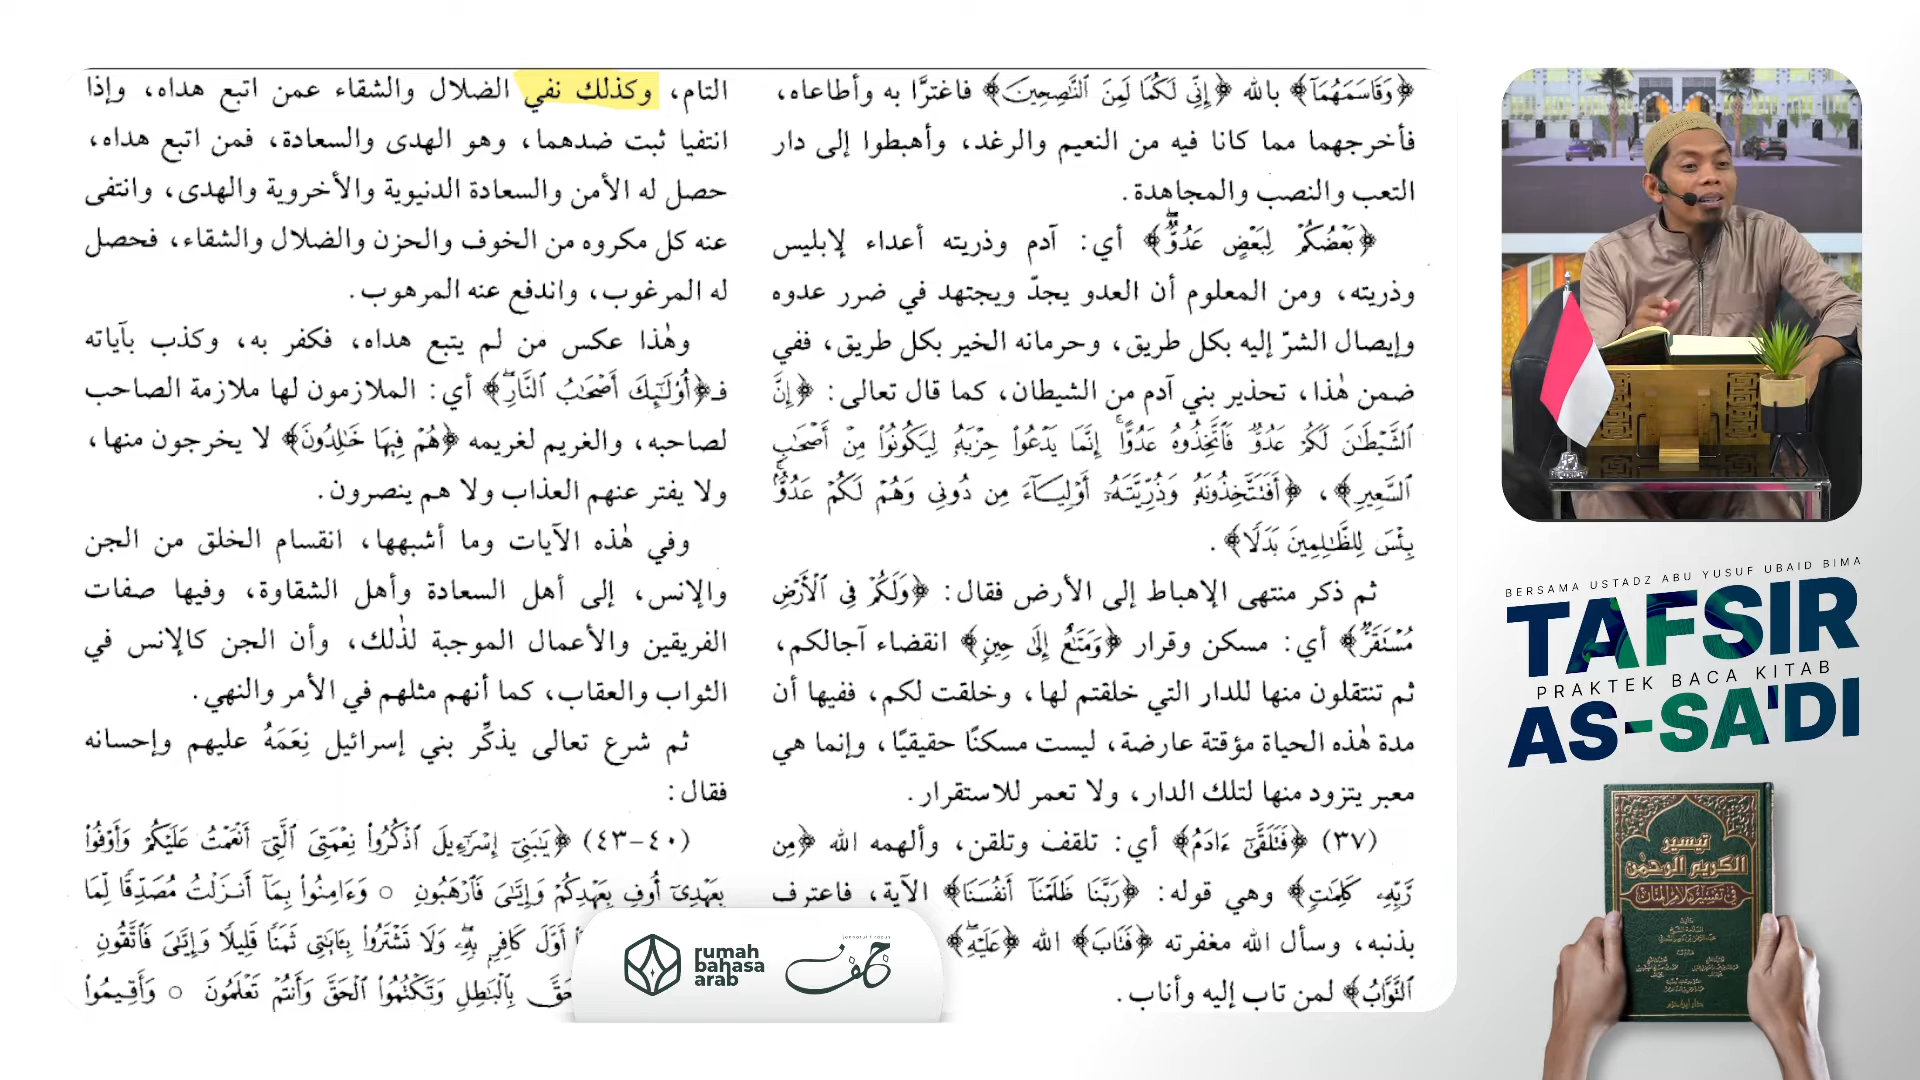 ﴿وَقَاسَمَهُمَآ﴾ بالله ﴿إِنِّى لَكُمَا لَمِنَ ٱلنَّٰصِحِينَ﴾ فاغترَّا به وأطاعاه،
فأخرجهما مما كانا فيه من النعيم والرغد، وأهبطوا إلى دار
التعب والنصب والمجاهدة.
﴿بَعْضُكُمْ لِبَعْضٍ عَدُوٌّۖ﴾ أي: آدم وذريته أعداء لإبليس
وذريته، ومن المعلوم أن العدو يجدّ ويجتهد في ضرر عدوه
وإيصال الشرّ إليه بكل طريق، وحرمانه الخير بكل طريق، ففي
ضمن هٰذا، تحذير بني آدم من الشيطان، كما قال تعالى: ﴿إِنَّ
ٱلشَّيْطَٰنَ لَكُمْ عَدُوٌّ فَٱتَّخِذُوهُ عَدُوًّاۚ إِنَّمَا يَدْعُوا۟ حِزْبَهُۥ لِيَكُونُوا۟ مِنْ أَصْحَٰبِ
ٱلسَّعِيرِ﴾، ﴿أَفَتَتَّخِذُونَهُۥ وَذُرِّيَّتَهُۥٓ أَوْلِيَآءَ مِن دُونِى وَهُمْ لَكُمْ عَدُوٌّۢۚ
بِئْسَ لِلظَّٰلِمِينَ بَدَلًا﴾.
ثم ذكر منتهى الإهباط إلى الأرض فقال: ﴿وَلَكُمْ فِى ٱلْأَرْضِ
مُسْتَقَرٌّ﴾ أي: مسكن وقرار ﴿وَمَتَٰعٌ إِلَىٰ حِينٍ﴾ انقضاء آجالكم،
ثم تنتقلون منها للدار التي خلقتم لها، وخلقت لكم، ففيها أن
مدة هٰذه الحياة مؤقتة عارضة، ليست مسكنًا حقيقيًا، وإنما هي
معبر يتزود منها لتلك الدار، ولا تعمر للاستقرار.
(٣٧) ﴿فَتَلَقَّىٰٓ ءَادَمُ﴾ أي: تلقف وتلقن، وألهمه الله ﴿مِن
رَّبِّهِۦ كَلِمَٰتٍ﴾ وهي قوله: ﴿رَبَّنَا ظَلَمْنَآ أَنفُسَنَا﴾ الآية، فاعترف
بذنبه، وسأل الله مغفرته ﴿فَتَابَ﴾ الله ﴿عَلَيْهِۚ﴾
ٱلتَّوَّابُ﴾ لمن تاب إليه وأناب.
التام، وكذلك نفي الضلال والشقاء عمن اتبع هداه، وإذا
انتفيا ثبت ضدهما، وهو الهدى والسعادة، فمن اتبع هداه،
حصل له الأمن والسعادة الدنيوية والأخروية والهدى، وانتفى
عنه كل مكروه من الخوف والحزن والضلال والشقاء، فحصل
له المرغوب، واندفع عنه المرهوب.
وهٰذا عكس من لم يتبع هداه، فكفر به، وكذب بآياته
فـ﴿أُو۟لَٰٓئِكَ أَصْحَٰبُ ٱلنَّارِۖ﴾ أي: الملازمون لها ملازمة الصاحب
لصاحبه، والغريم لغريمه ﴿هُمْ فِيهَا خَٰلِدُونَ﴾ لا يخرجون منها،
ولا يفتر عنهم العذاب ولا هم ينصرون.
وفي هٰذه الآيات وما أشبهها، انقسام الخلق من الجن
والإنس، إلى أهل السعادة وأهل الشقاوة، وفيها صفات
الفريقين والأعمال الموجبة لذٰلك، وأن الجن كالإنس في
الثواب والعقاب، كما أنهم مثلهم في الأمر والنهي.
ثم شرع تعالى يذكِّر بني إسرائيل نِعَمَهُ عليهم وإحسانه
فقال:
(٤٠-٤٣) ﴿يَٰبَنِىٓ إِسْرَٰٓءِيلَ ٱذْكُرُوا۟ نِعْمَتِىَ ٱلَّتِىٓ أَنْعَمْتُ عَلَيْكُمْ وَأَوْفُوا۟
بِعَهْدِىٓ أُوفِ بِعَهْدِكُمْ وَإِيَّٰىَ فَٱرْهَبُونِ ○ وَءَامِنُوا۟ بِمَآ أَنزَلْتُ مُصَدِّقًا لِّمَا
أَوَّلَ كَافِرٍۭ بِهِۦۖ وَلَا تَشْتَرُوا۟ بِـَٔايَٰتِى ثَمَنًا قَلِيلًا وَإِيَّٰىَ فَٱتَّقُونِ
بِٱلْبَٰطِلِ وَتَكْتُمُوا۟ ٱلْحَقَّ وَأَنتُمْ تَعْلَمُونَ ○ وَأَقِيمُوا۟
rumah
bahasa
arab
BERSAMA USTADZ ABU YUSUF UBAID BIMA
TAFSIR
PRAKTEK BACA KITAB
AS-SA'DI
تيسير
الكريم الرحمن
في تفسير كلام المنان